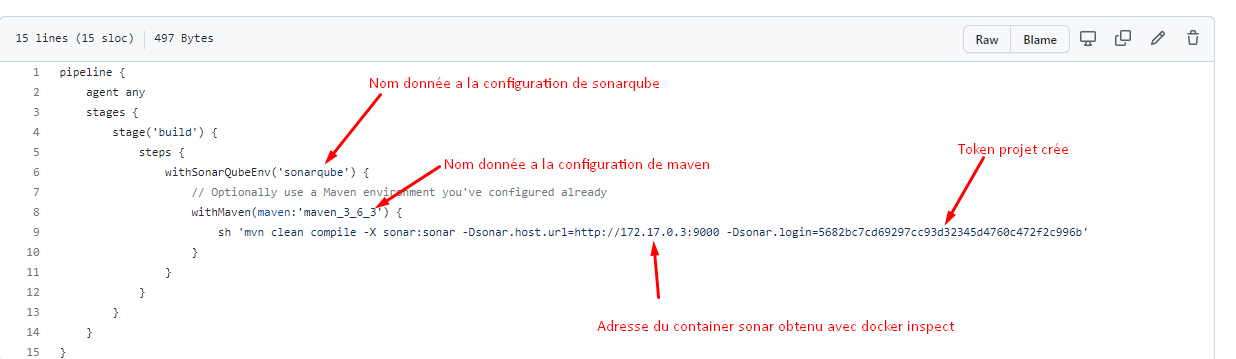 15 lines (15 sloc) 497 Bytes Raw Blame
1 pipeline {
Nom donnée a la configuration de sonarqube
2 agent any
3 stages {
4 stage('build') {
Token projet crée
5 steps {
Nom donnée a la configuration de maven
6 withSonarQubeEnv('sonarqube') {
7 // Optionally use a Maven environment you've configured already
8 withMaven(maven:'maven_3_6_3') {
9 sh 'mvn clean compile -X sonar:sonar -Dsonar.host.url=http://172.17.0.3:9000 -Dsonar.login=5682bc7cd69297cc93d32345d4760c472f2c996b'
10 }
11 }
12 }
13 }
Adresse du container sonar obtenu avec docker inspect
14 }
15 }